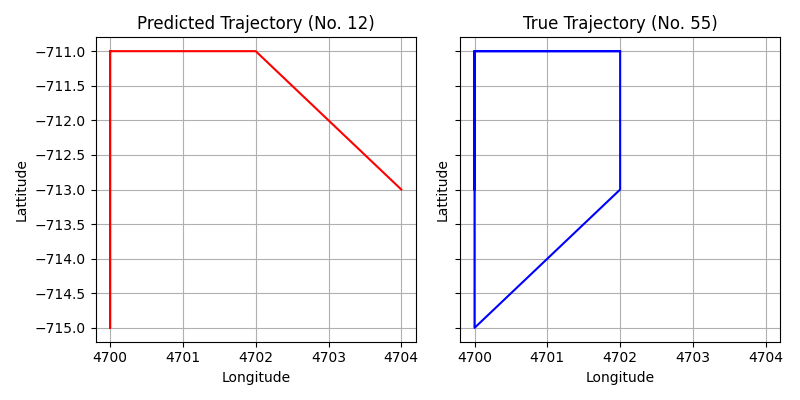 Predicted Trajectory (No. 12)
−711.0
−711.5
−712.0
−712.5
−713.0
−713.5
−714.0
−714.5
−715.0
Lattitude
4700 4701 4702 4703 4704
Longitude
True Trajectory (No. 55)
Lattitude
4700 4701 4702 4703 4704
Longitude